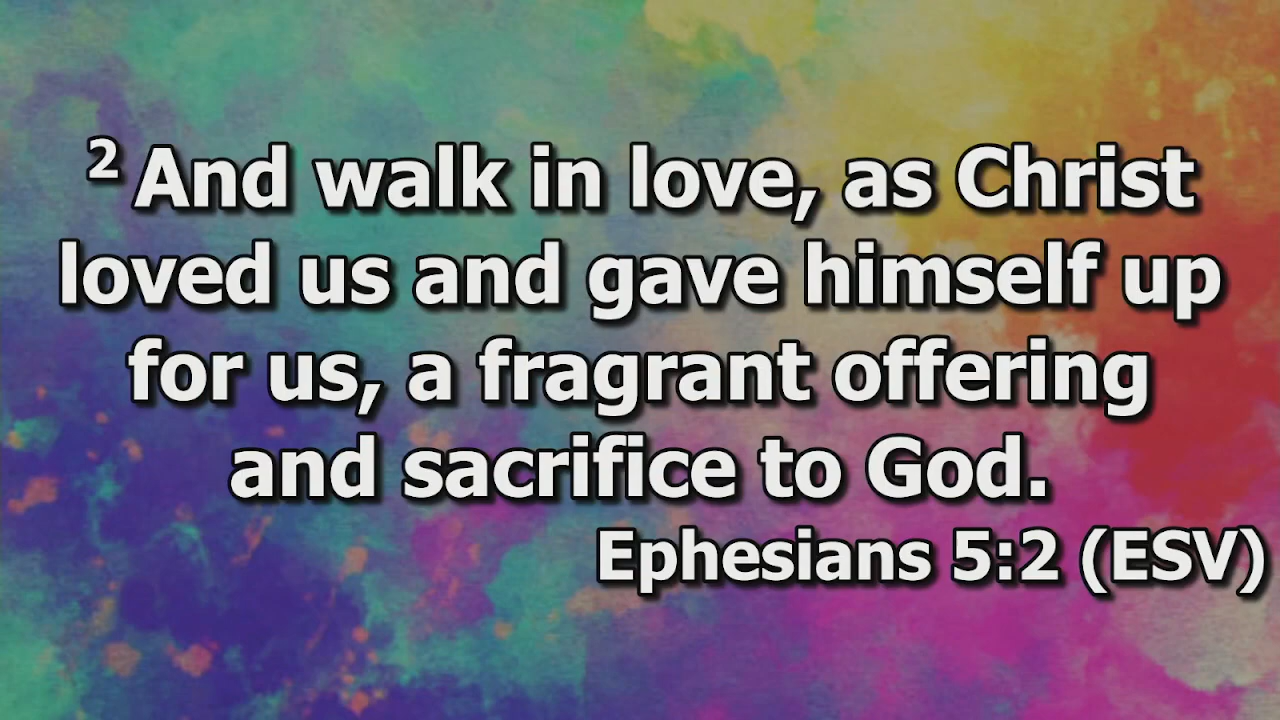 ² And walk in love, as Christ
loved us and gave himself up
for us, a fragrant offering
and sacrifice to God.
Ephesians 5:2 (ESV)